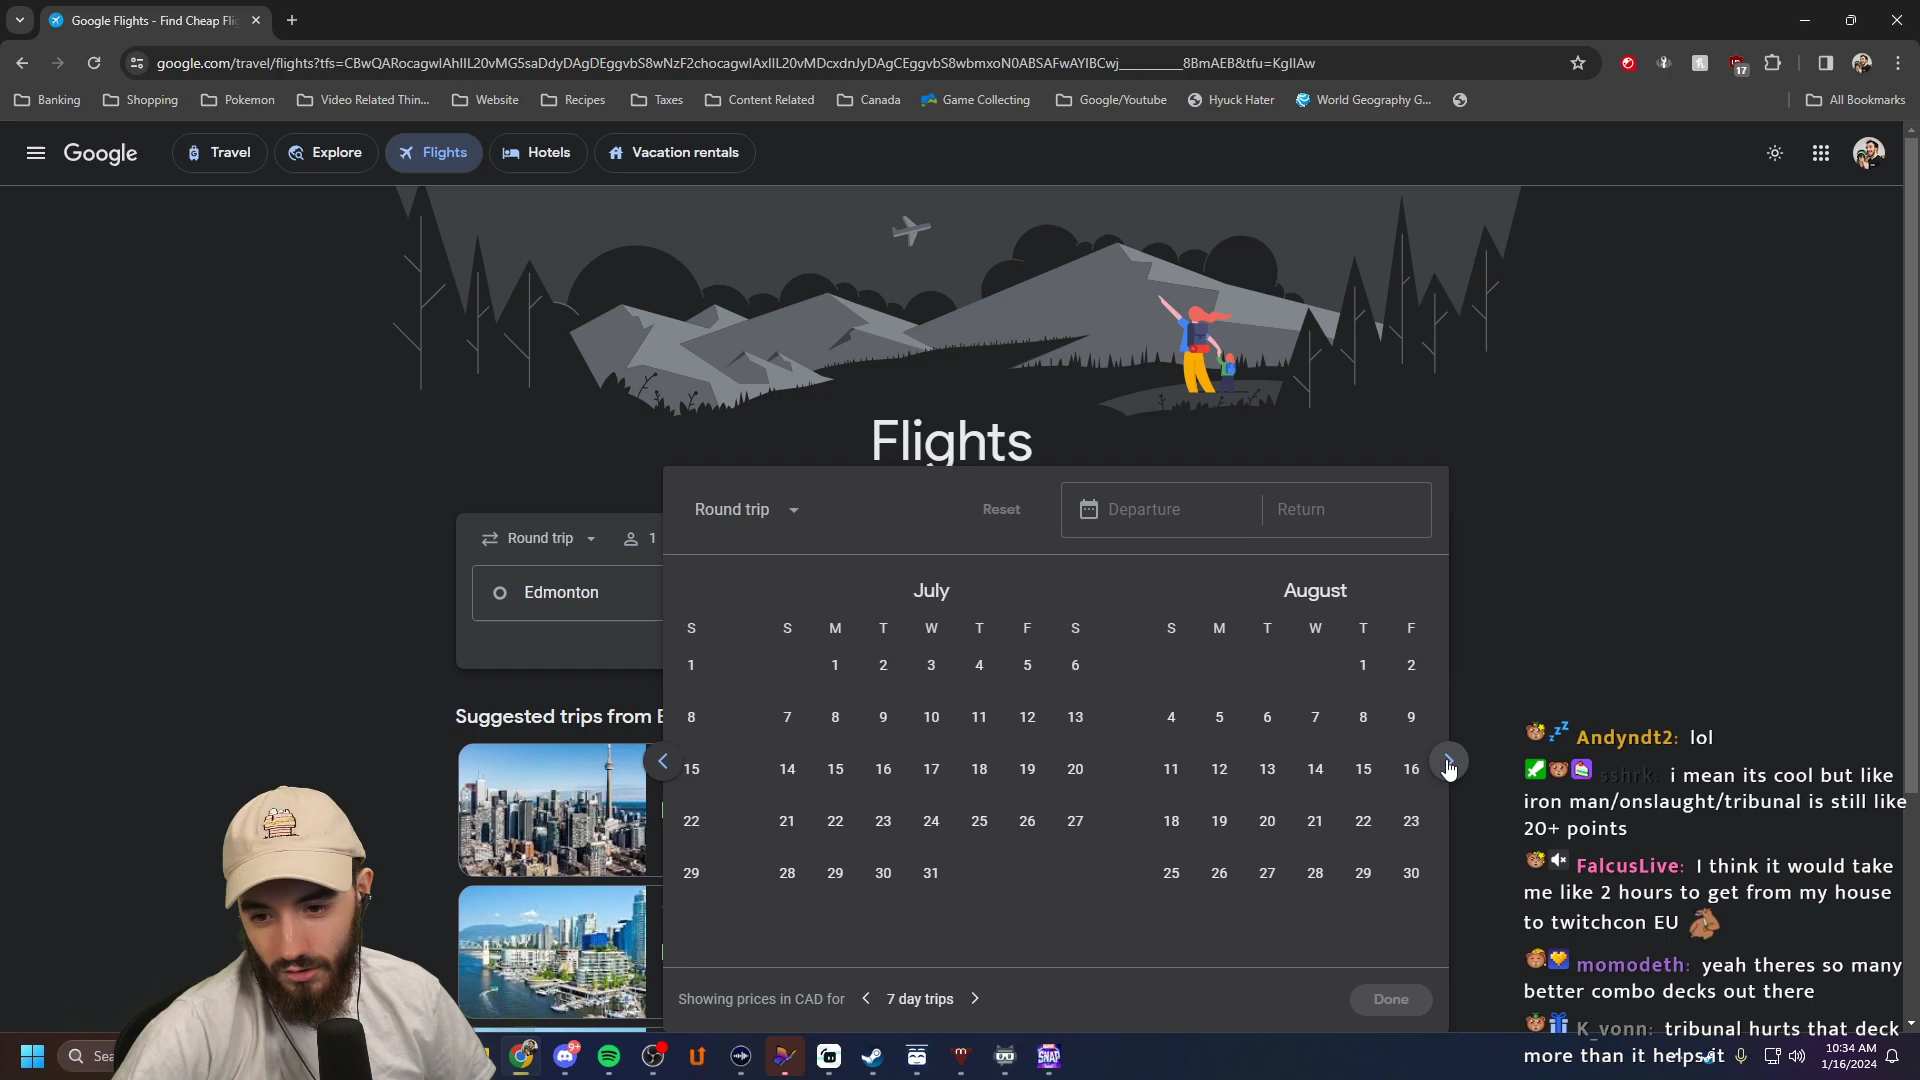 Google Flights - Find Cheap Flig
google.com/travel/flights?tfs=CBwQARocagwIAhIIL20vMG5saDdyDAgDEggvbS8wNzF2chocagwIAxIIL20vMDcxdnJyDAgCEggvbS8wbmxoN0ABSAFwAYIBCwj___________8BmAEB&tfu=KgIIAw
17
Banking
Shopping
Pokemon
Video Related Thin...
Website
Recipes
Taxes
Content Related
Canada
Game Collecting
Google/Youtube
Hyuck Hater
World Geography G...
All Bookmarks
Google
Travel
Explore
Flights
Hotels
Vacation rentals
Flights
Round trip
Reset
Departure
Return
Round trip
1
Edmonton
July
August
S S M T W T F S S M T W T F
1 1 2 3 4 5 6 1 2
8 7 8 9 10 11 12 13 4 5 6 7 8 9
15 14 15 16 17 18 19 20 11 12 13 14 15 16
22 21 22 23 24 25 26 27 18 19 20 21 22 23
29 28 29 30 31 25 26 27 28 29 30
Suggested trips from E
Showing prices in CAD for
7 day trips
Done
Andyndt2: lol
sshrk: i mean its cool but like
iron man/onslaught/tribunal is still like
20+ points
FalcusLive: I think it would take
me like 2 hours to get from my house
to twitchcon EU
momodeth: yeah theres so many
better combo decks out there
K_vonn: tribunal hurts that deck
more than it helps it
Sea
9+
SNAP
10:34 AM
1/16/2024